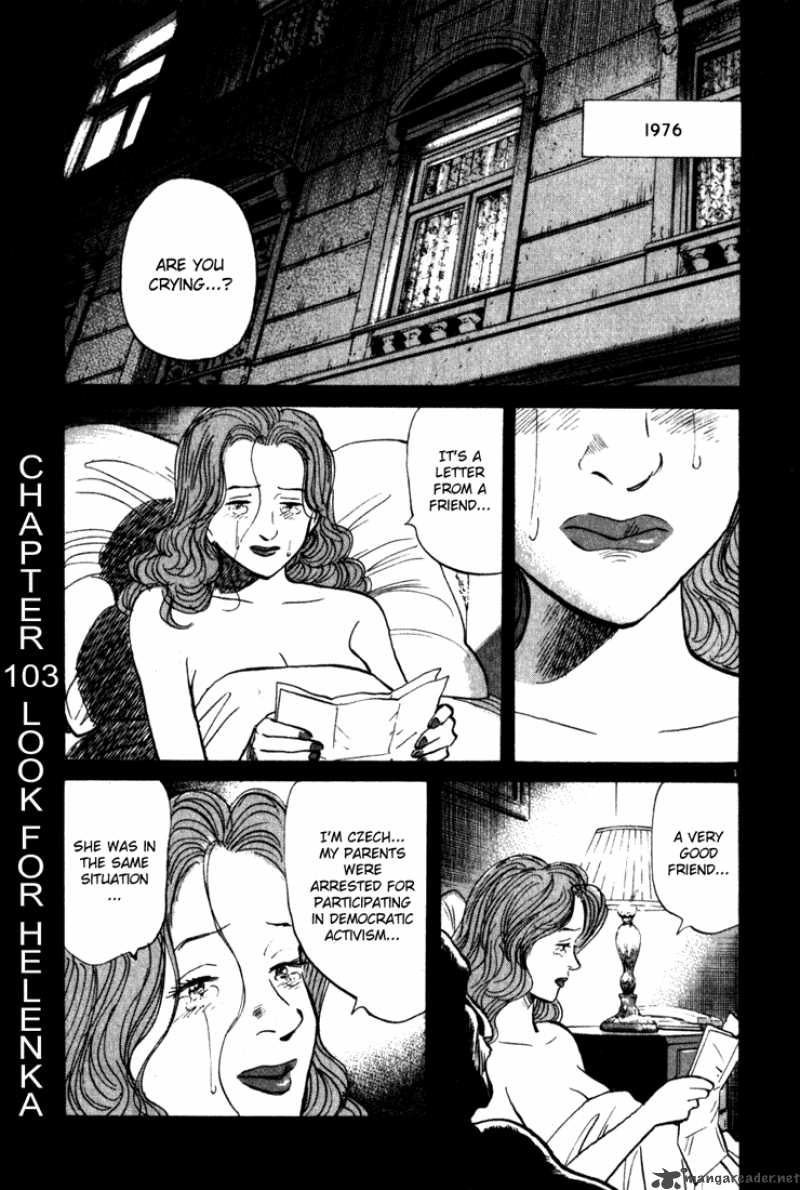 1976
ARE YOU
CRYING...?
IT'S A
LETTER
FROM A
FRIEND...
A VERY
GOOD
FRIEND...
I'M CZECH...
MY PARENTS
WERE
ARRESTED FOR
PARTICIPATING
IN DEMOCRATIC
ACTIVISM...
SHE WAS IN
THE SAME
SITUATION
...
CHAPTER 103 LOOK FOR HELENKA
1
mangareader.net